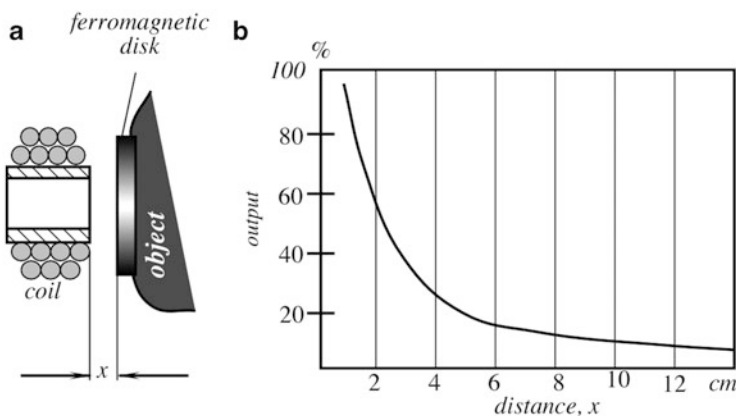 a
ferromagnetic
disk
object
coil
x
b
%
100
80
60
40
20
output
2 4 6 8 10 12 cm
distance, x